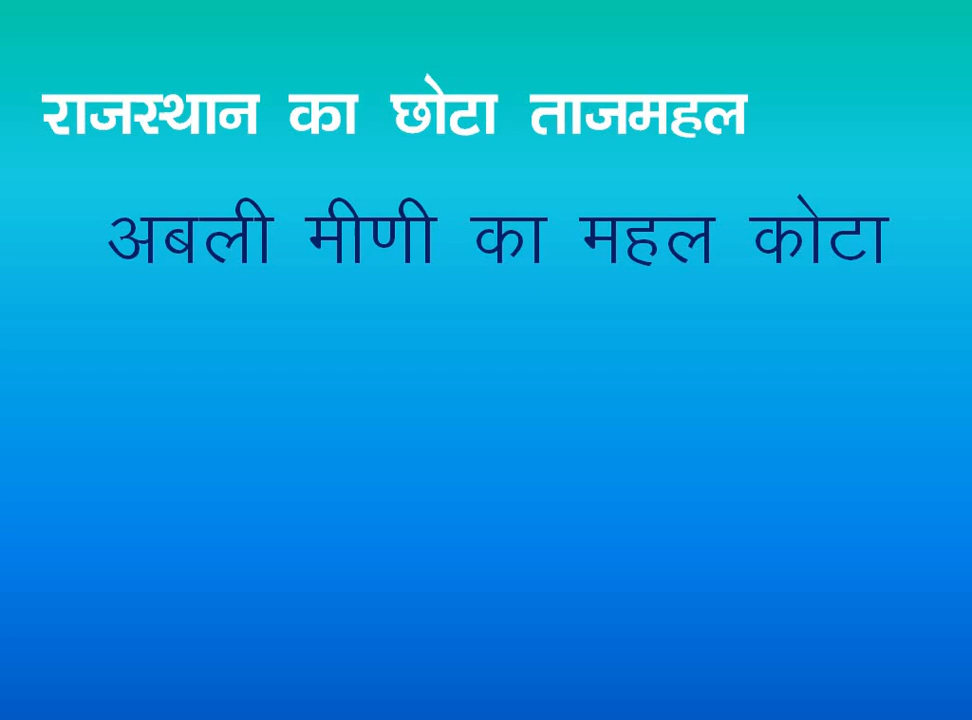 राजस्थान का छोटा ताजमहल
अबली मीणी का महल कोटा